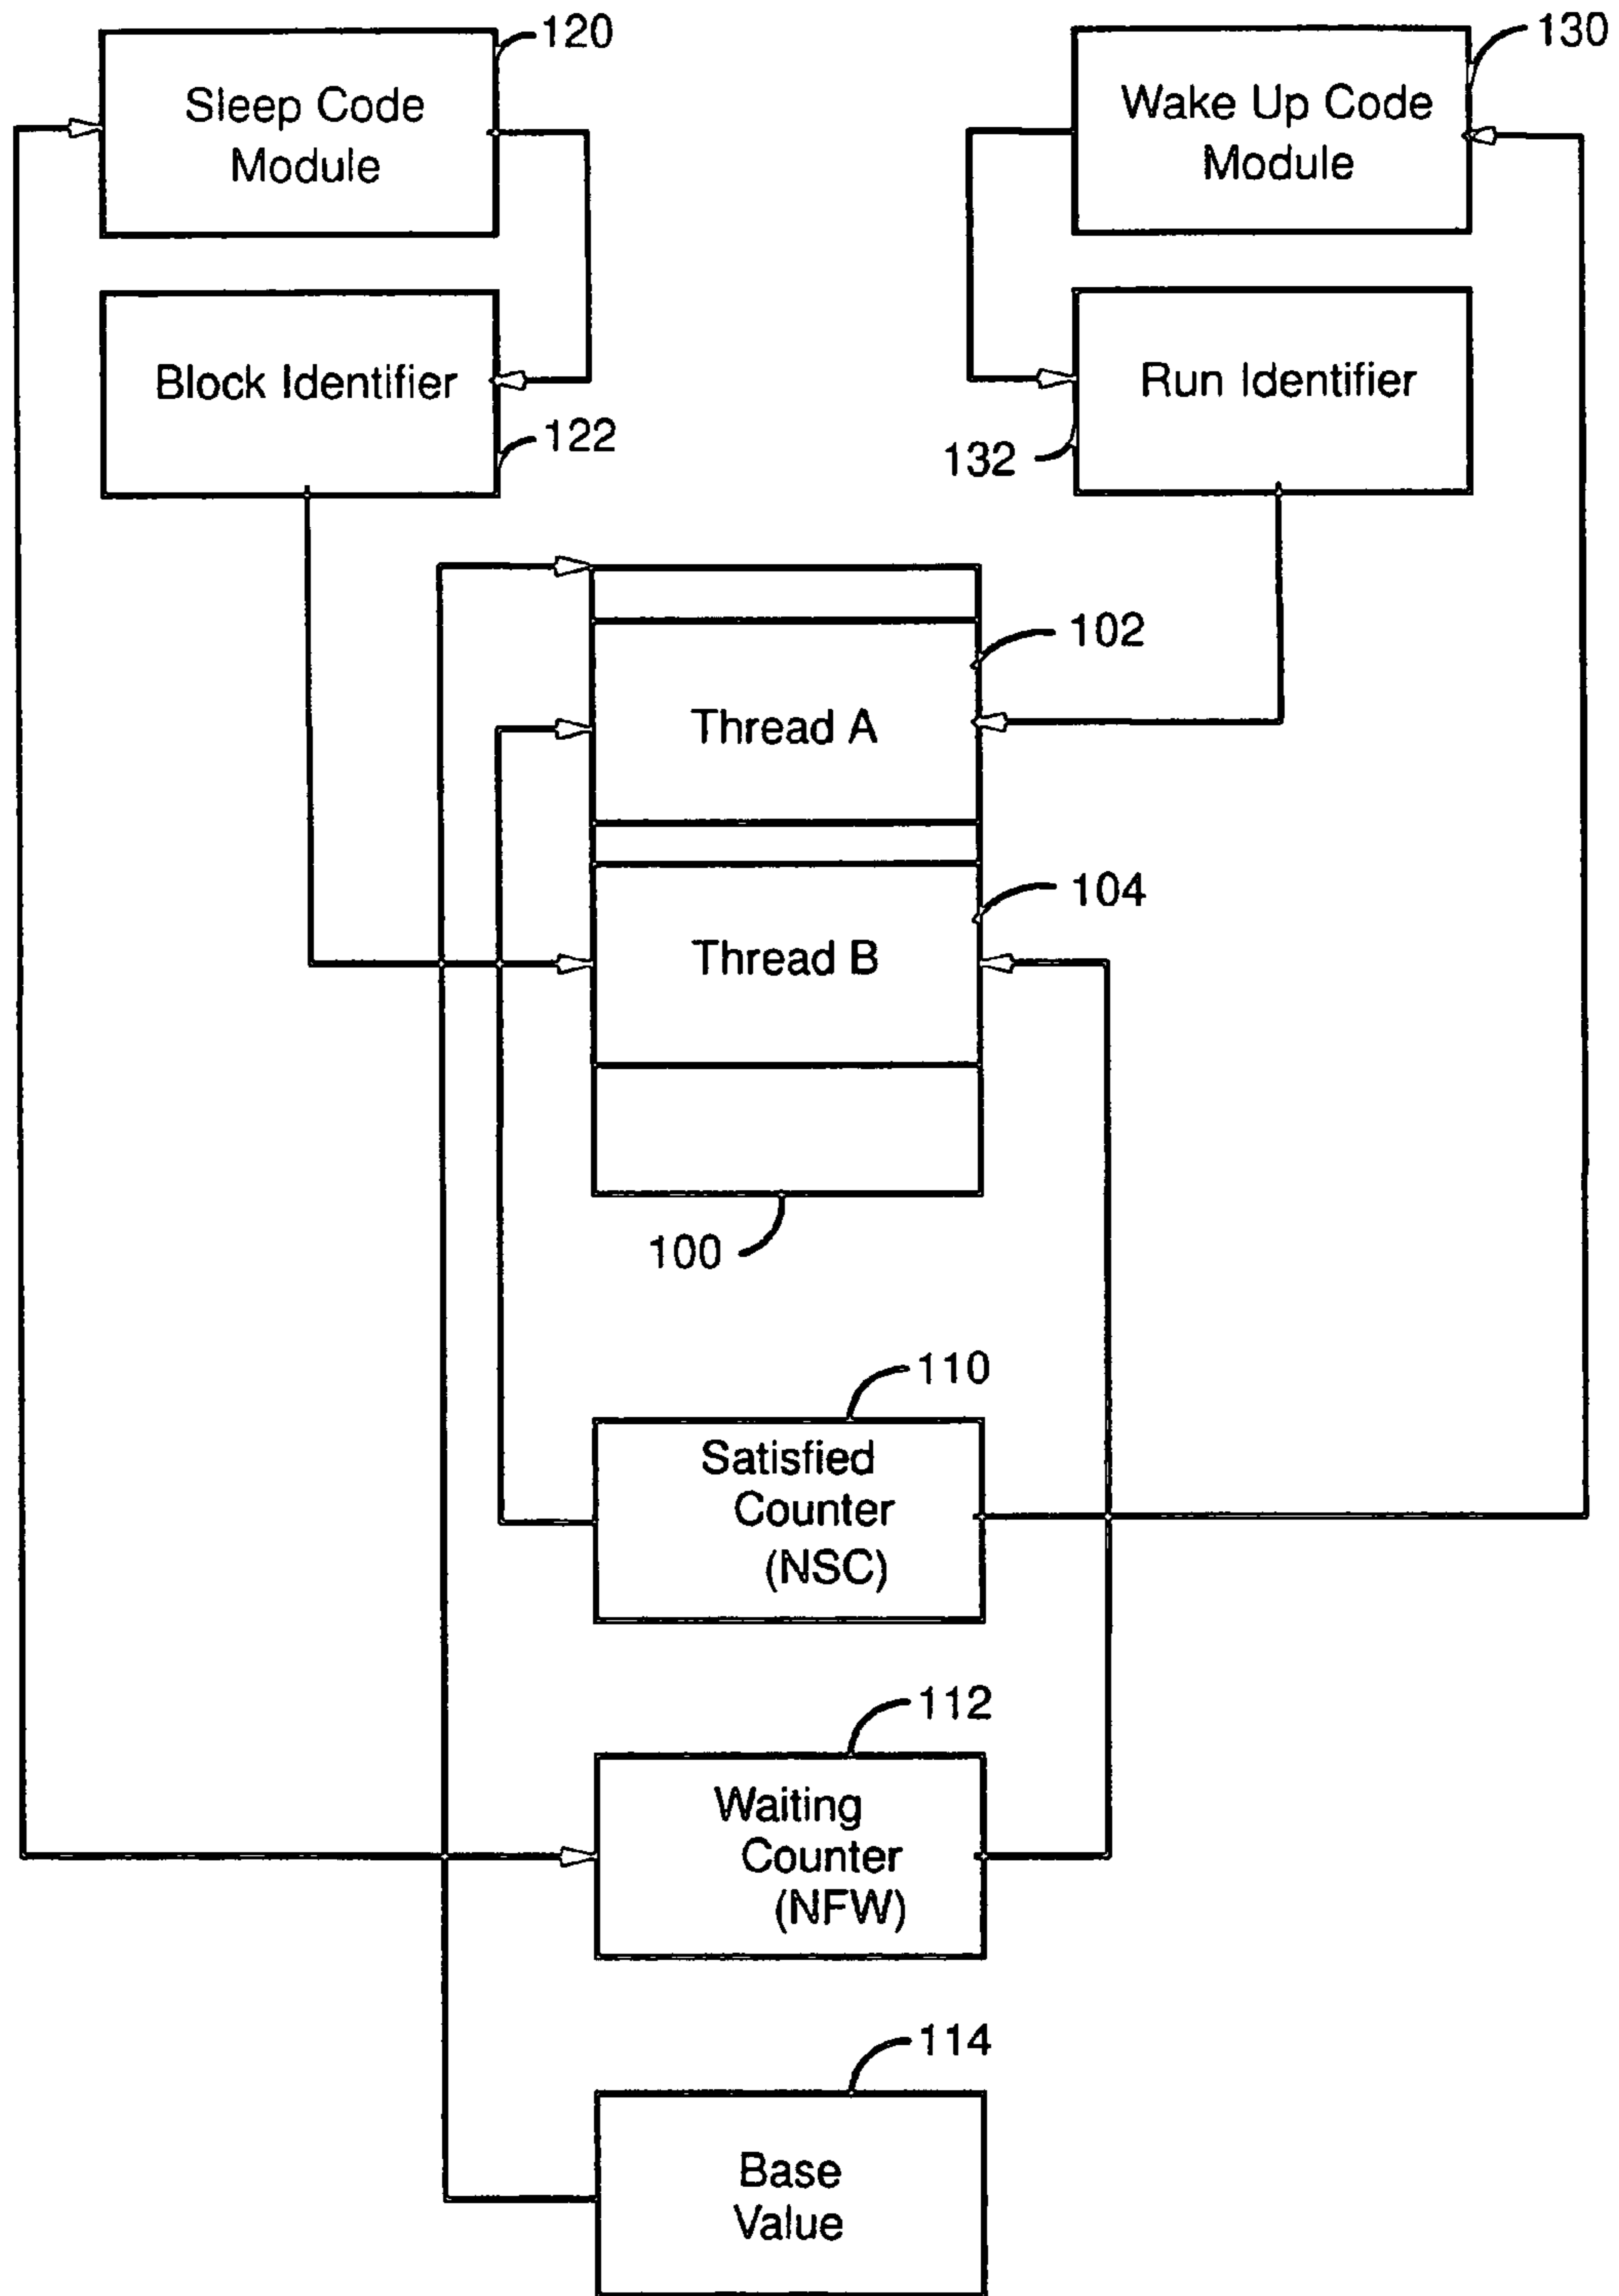 120
130
Sleep Code
Module
Wake Up Code
Module
Block Identifier
122
Run Identifier
132
102
Thread A
104
Thread B
100
110
Satisfied
Counter
(NSC)
112
Waiting
Counter
(NFW)
114
Base
Value